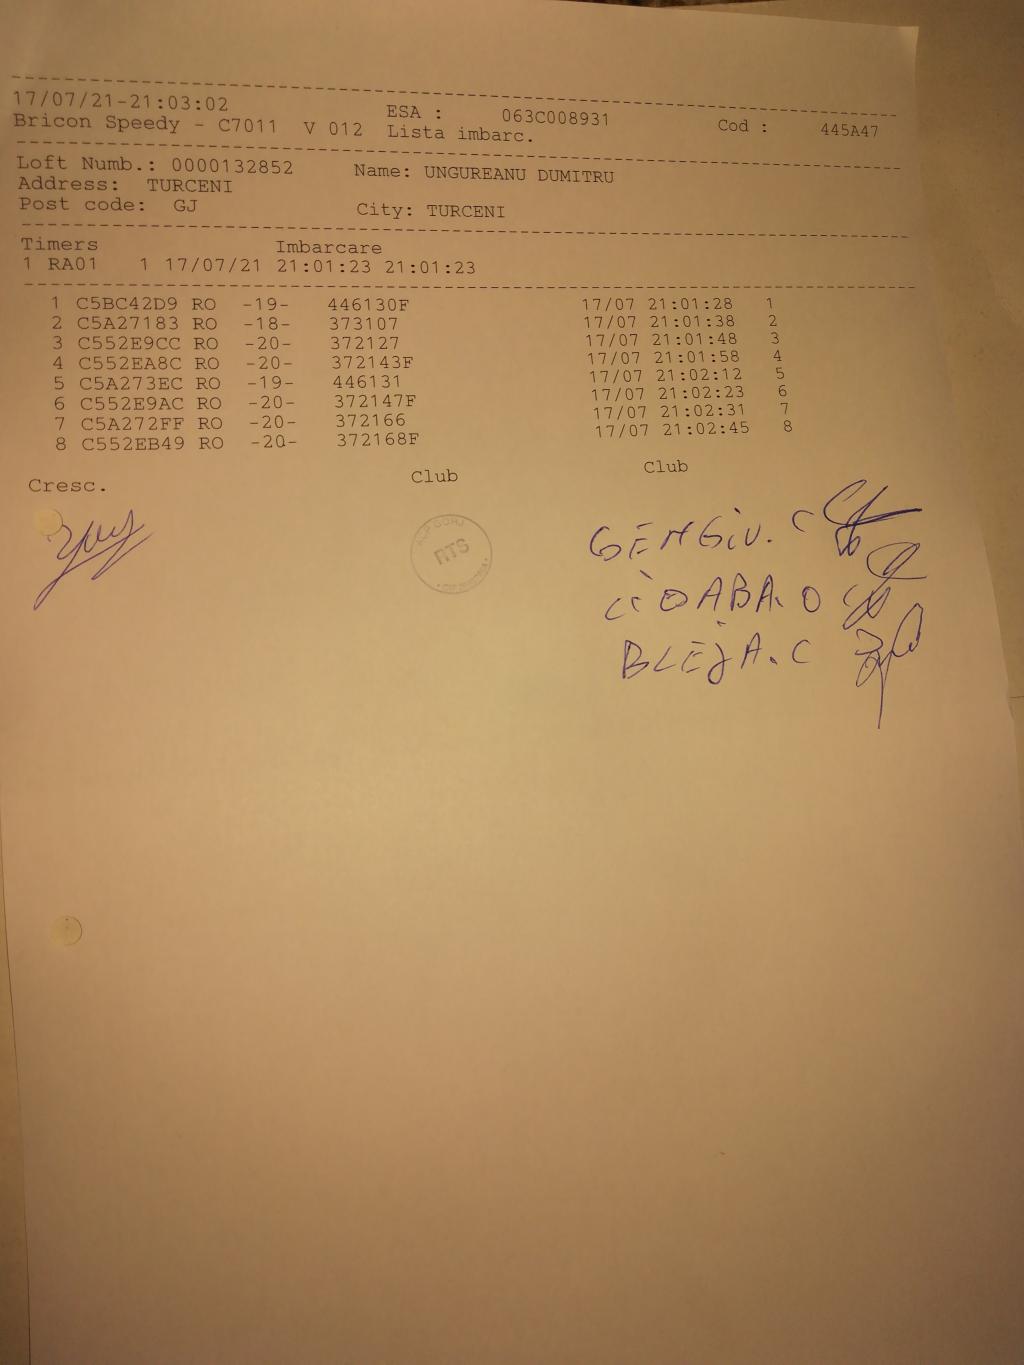 17/07/21-21:03:02 ESA : 063C008931 Cod : 445A47
Bricon Speedy - C7011 V 012 Lista imbarc.
Loft Numb.: 0000132852 Name: UNGUREANU DUMITRU
Address: TURCENI
Post code: GJ City: TURCENI
Timers Imbarcare
1 RA01 1 17/07/21 21:01:23 21:01:23
1 C5BC42D9 RO -19- 446130F 17/07 21:01:28 1
2 C5A27183 RO -18- 373107 17/07 21:01:38 2
3 C552E9CC RO -20- 372127 17/07 21:01:48 3
4 C552EA8C RO -20- 372143F 17/07 21:01:58 4
5 C5A273EC RO -19- 446131 17/07 21:02:12 5
6 C552E9AC RO -20- 372147F 17/07 21:02:23 6
7 C5A272FF RO -20- 372166 17/07 21:02:31 7
8 C552EB49 RO -20- 372168F 17/07 21:02:45 8
Cresc. Club Club
RTS
GENGIU. C
CIOABA. O
BLEJA. C